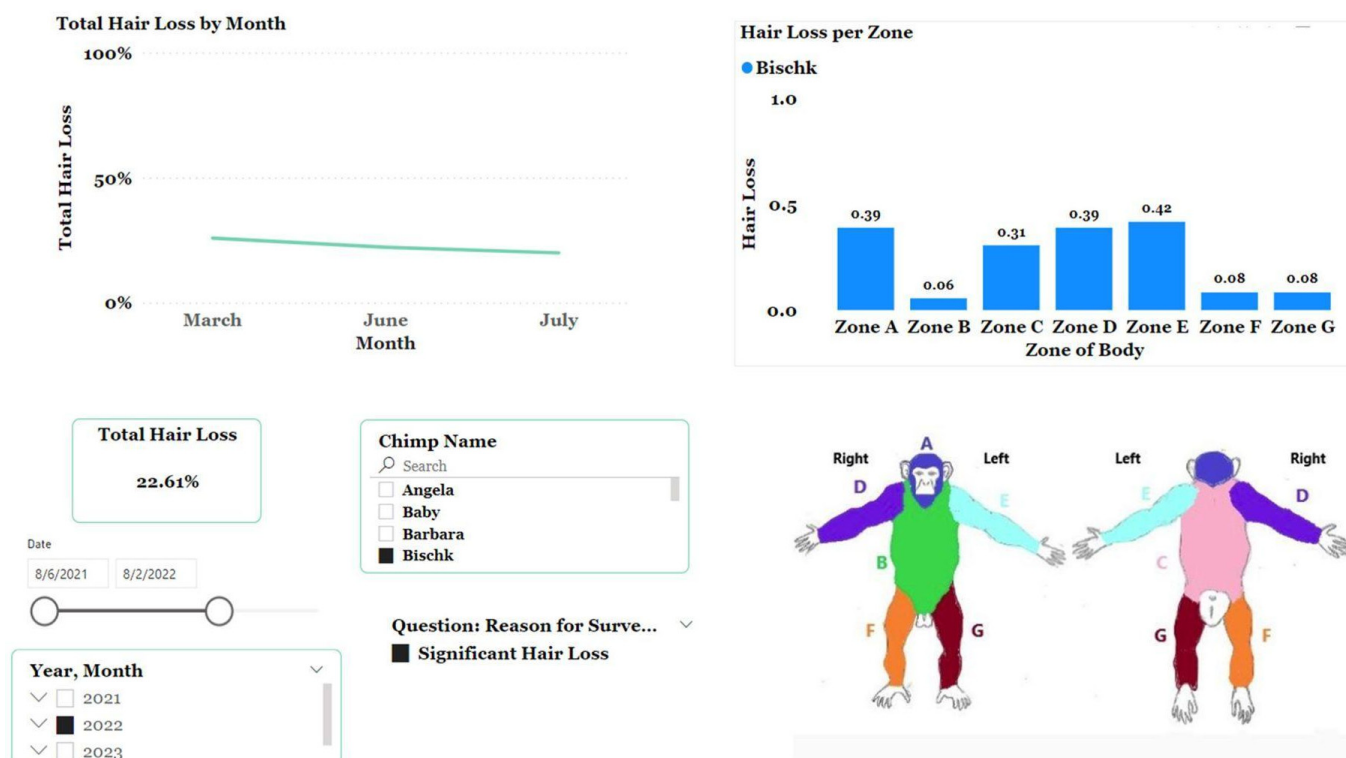 Total Hair Loss by Month
100%
50%
0%
Total Hair Loss
March June July
Month
Hair Loss per Zone
Bischk
1.0
0.5
0.0
Hair Loss
0.39 0.06 0.31 0.39 0.42 0.08 0.08
Zone A Zone B Zone C Zone D Zone E Zone F Zone G
Zone of Body
Total Hair Loss
22.61%
Date
8/6/2021 8/2/2022
Year, Month
2021
2022
2023
Chimp Name
Search
Angela
Baby
Barbara
Bischk
Question: Reason for Surve...
Significant Hair Loss
A
Right Left
D E
B
F G
Left Right
E D
C
G F